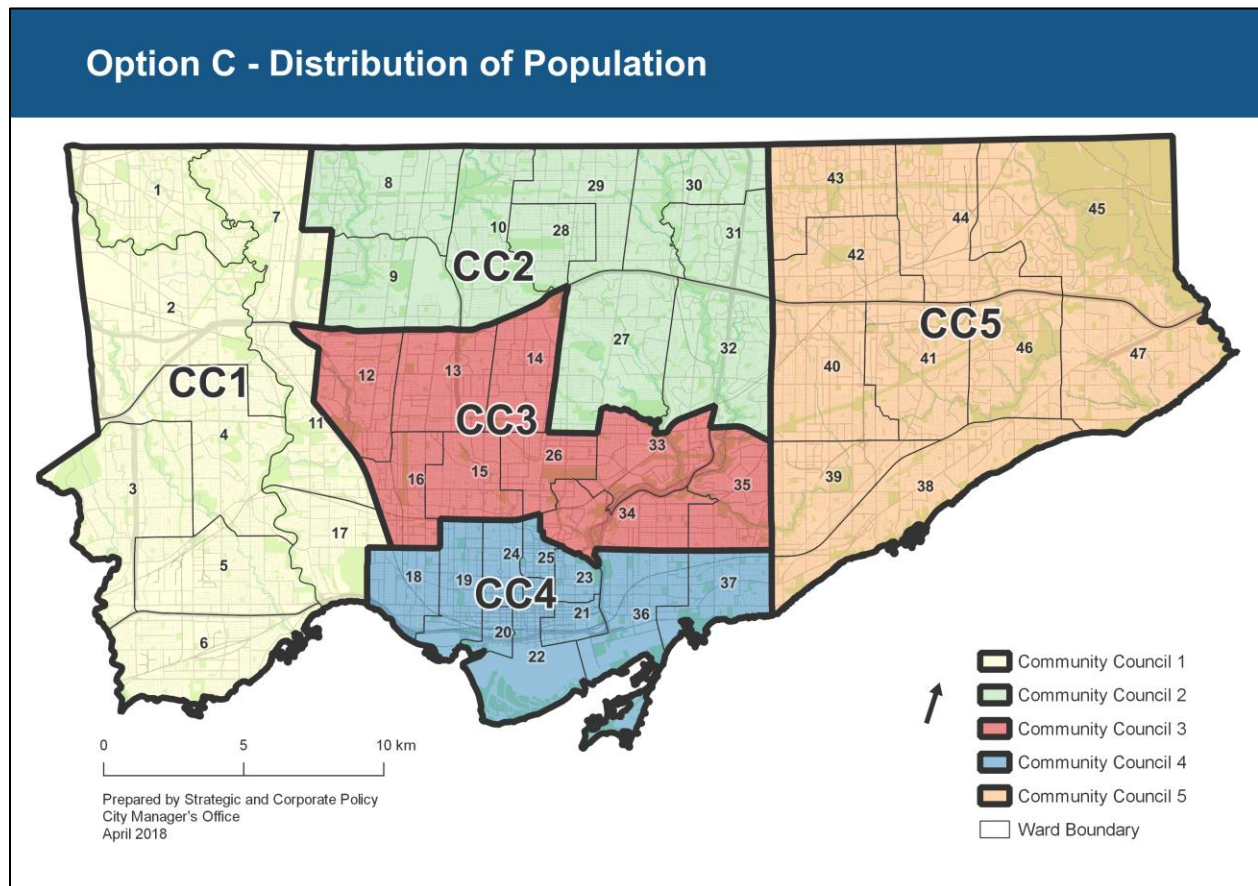 Option C - Distribution of Population
1
7
8
10
29
30
28
31
9
CC2
43
44
45
42
2
CC1
27
32
CC5
40
41
46
47
12
13
14
CC3
4
11
3
16
15
26
33
35
34
39
38
17
5
6
18
19
24
25
23
CC4
21
20
22
36
37
0 5 10 km
Prepared by Strategic and Corporate Policy
City Manager's Office
April 2018
Community Council 1
Community Council 2
Community Council 3
Community Council 4
Community Council 5
Ward Boundary